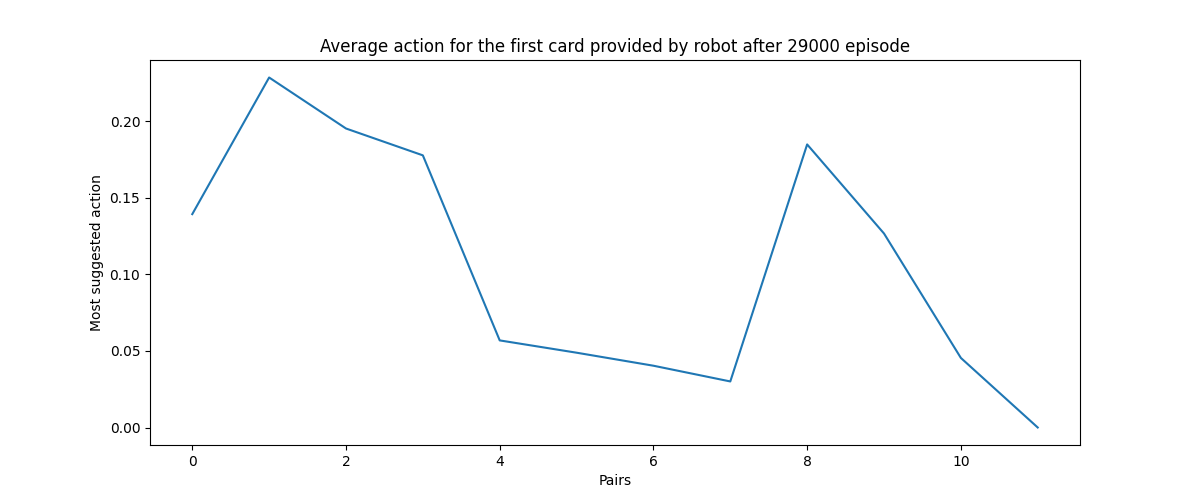 Average action for the first card provided by robot after 29000 episode
Most suggested action
0.20
0.15
0.10
0.05
0.00
0 2 4 6 8 10
Pairs